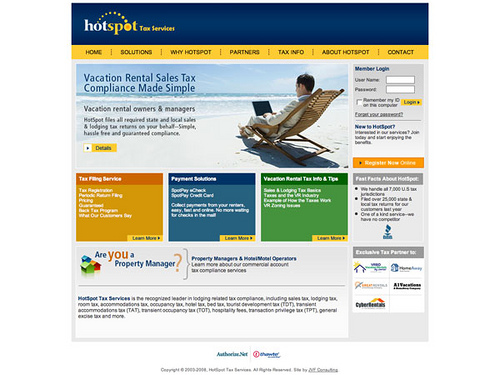 hotspot Tax Services
HOME SOLUTIONS WHY HOTSPOT PARTNERS TAX INFO ABOUT HOTSPOT CONTACT
Vacation Rental Sales Tax
Compliance Made Simple
Vacation rental owners & managers
HotSpot files all required state and local sales
& lodging tax returns on your behalf—Simple,
hassle free and guaranteed compliance.
Details
Member Login
User Name:
Password:
Remember my ID
on this computer
Login
Forget your password?
New to HotSpot?
Interested in our services? Join
today and start enjoying the
benefits.
Register Now Online
Tax Filing Service
Tax Registration
Periodic Return Filing
Pricing
Guaranteed
Back Tax Program
What Our Customers Say
Learn More
Payment Solutions
SpotPay eCheck
SpotPay Credit Card
Collect payments from your renters,
easy, fast and online. No more waiting
for checks in the mail!
Learn More
Vacation Rental Tax Info & Tips
Sales & Lodging Tax Basics
Taxes and the VR Industry
Example of How the Taxes Work
VR Zoning Issues
Learn More
Fast Facts About HotSpot:
We handle all 7,000 U.S tax
jurisdictions
Filed over 25,000 state &
local tax returns for our
customers last year
One of a kind service--we
have no competitor
BBB
Are you a
Property Manager?
Property Managers & Hotel/Motel Operators
Learn more about our commercial account
tax compliance services
Exclusive Tax Partner to:
VRBO
HomeAway
GREAT RENTALS
A1Vacations
CyberRentals
HotSpot Tax Services is the recognized leader in lodging related tax compliance, including sales tax, lodging tax,
room tax, accommodations tax, occupancy tax, hotel tax, bed tax, tourist development tax (TDT), transient
accommodations tax (TAT), transient occupancy tax (TOT), hospitality fees, transaction privilege tax (TPT), general
excise tax and more.
Authorize.Net thawte
Copyright © 2003-2008, HotSpot Tax Services. All Rights Reserved. Site by JVF Consulting.